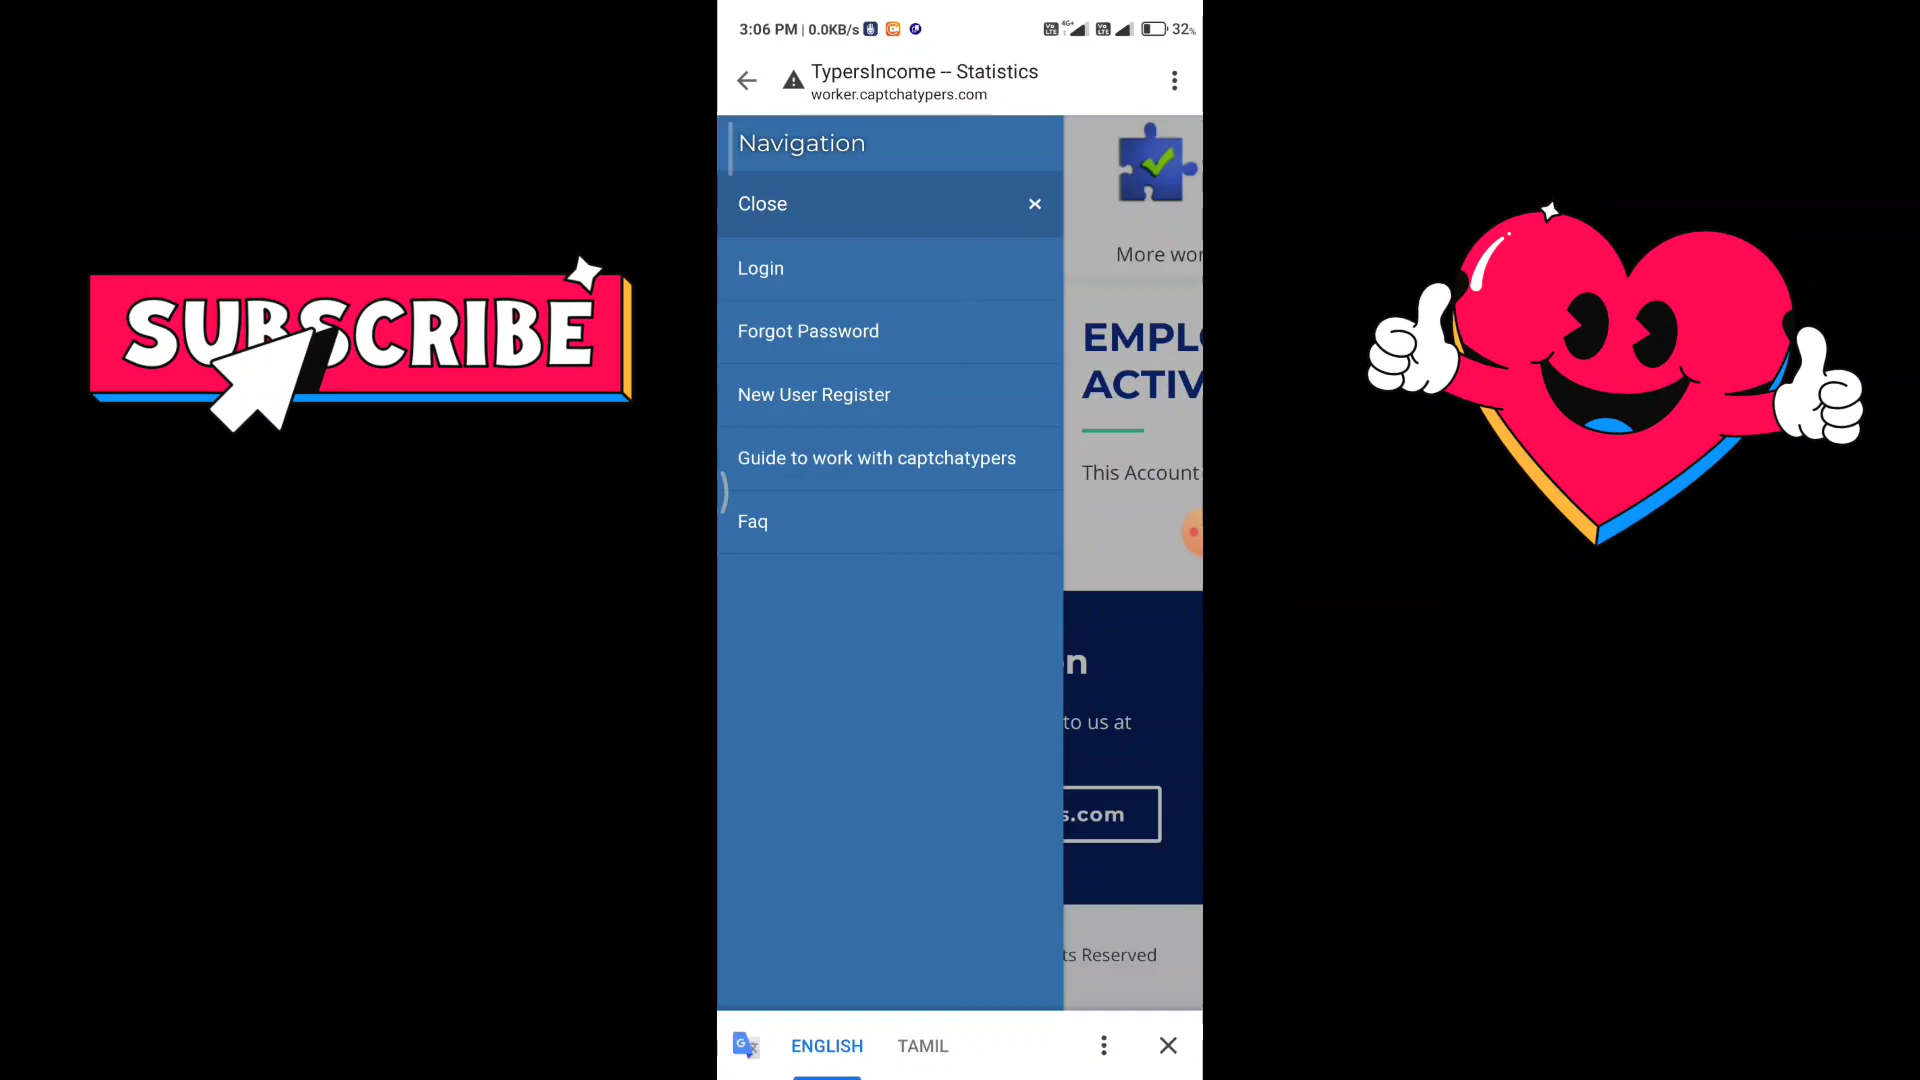 3:06 PM | 0.0KB/s
4G+
32%
TypersIncome -- Statistics
worker.captchatypers.com
Navigation
Close
Login
Forgot Password
New User Register
Guide to work with captchatypers
Faq
More wor
EMPL
ACTIV
This Account
n
to us at
s.com
ts Reserved
SUBSCRIBE
ENGLISH TAMIL